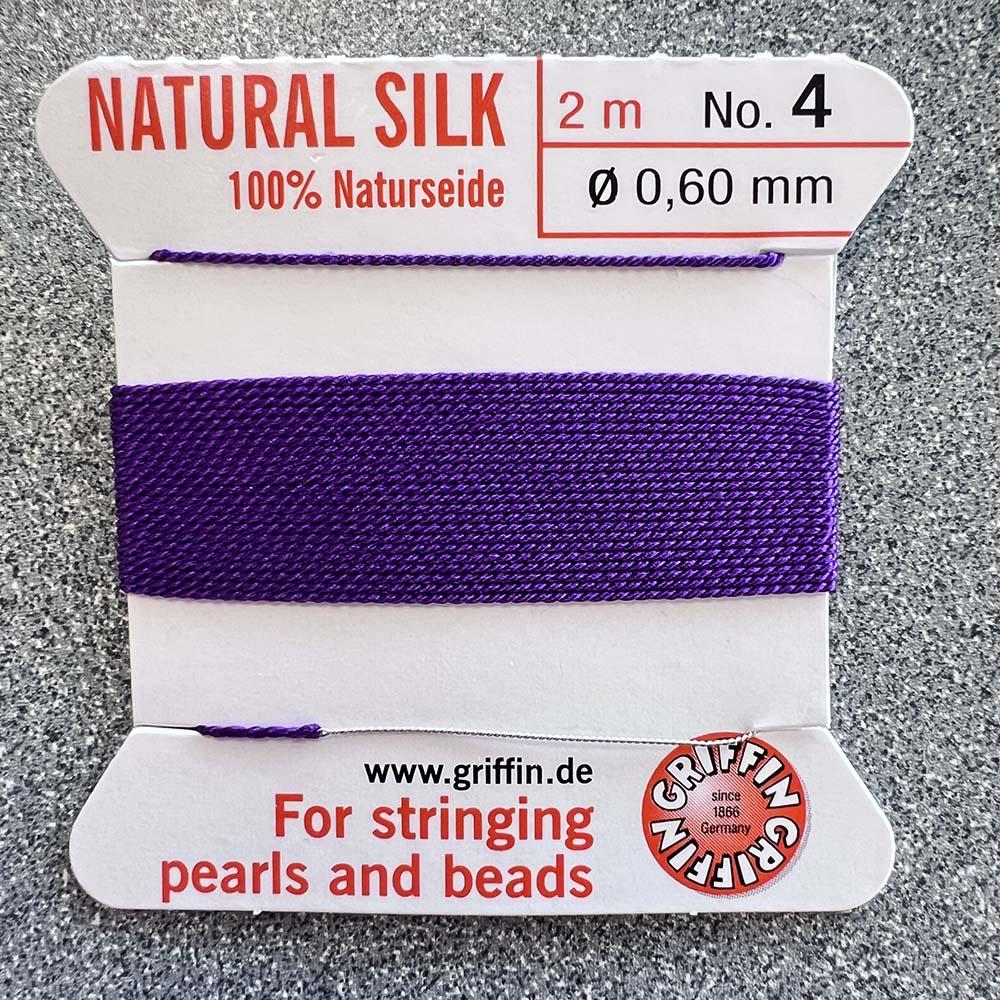 NATURAL SILK
100% Naturseide
2 m No. 4
Ø 0,60 mm
www.griffin.de
For stringing
pearls and beads
GRIFFIN GRIFFIN
since
1866
Germany